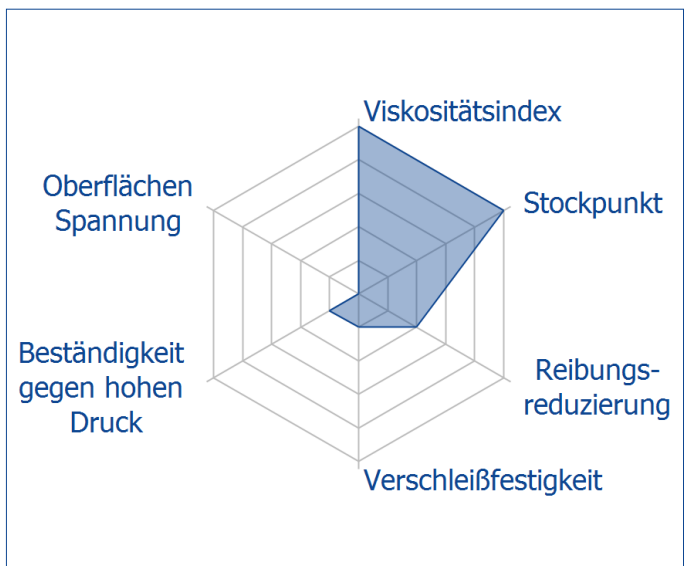 Viskositätsindex
Oberflächen
Spannung
Stockpunkt
Beständigkeit
gegen hohen
Druck
Reibungs-
reduzierung
Verschleißfestigkeit